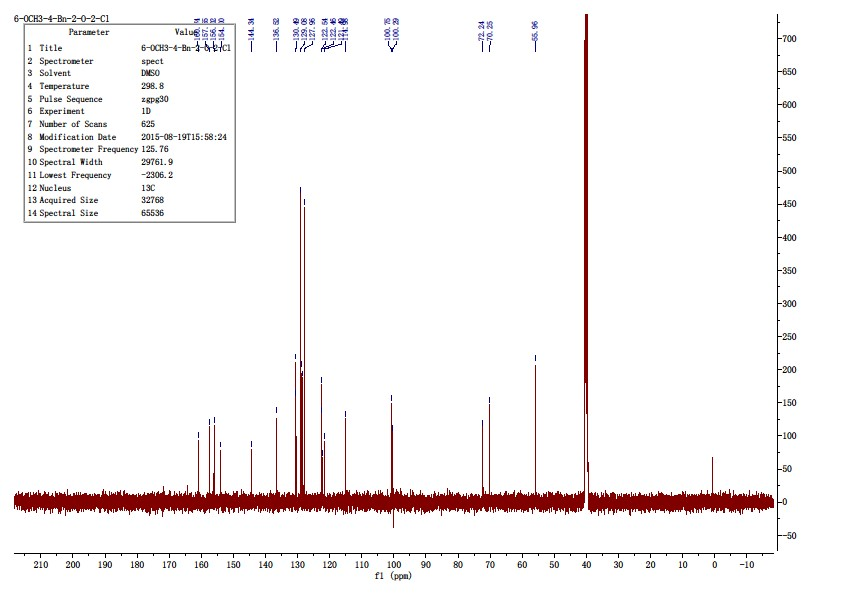 6-OCH3-4-Bn-2-O-2-Cl
144.34
136.52
130.49
129.08
127.95
100.75
100.29
72.24
70.25
55.96
Parameter Value
1 Title 6-OCH3-4-Bn-2-O-2-Cl
2 Spectrometer spect
3 Solvent DMSO
4 Temperature 298.8
5 Pulse Sequence zgpg30
6 Experiment 1D
7 Number of Scans 625
8 Modification Date 2015-08-19T15:58:24
9 Spectrometer Frequency 125.76
10 Spectral Width 29761.9
11 Lowest Frequency -2306.2
12 Nucleus 13C
13 Acquired Size 32768
14 Spectral Size 65536
700
650
600
550
500
450
400
350
300
250
200
150
100
50
0
-50
210 200 190 180 170 160 150 140 130 120 110 100 90 80 70 60 50 40 30 20 10 0 -10
f1 (ppm)